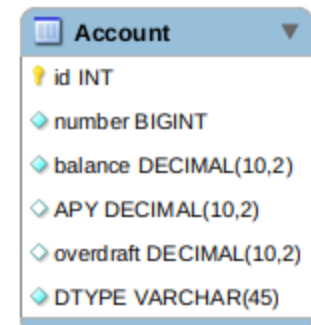 Account
id INT
number BIGINT
balance DECIMAL(10,2)
APY DECIMAL(10,2)
overdraft DECIMAL(10,2)
DTYPE VARCHAR(45)